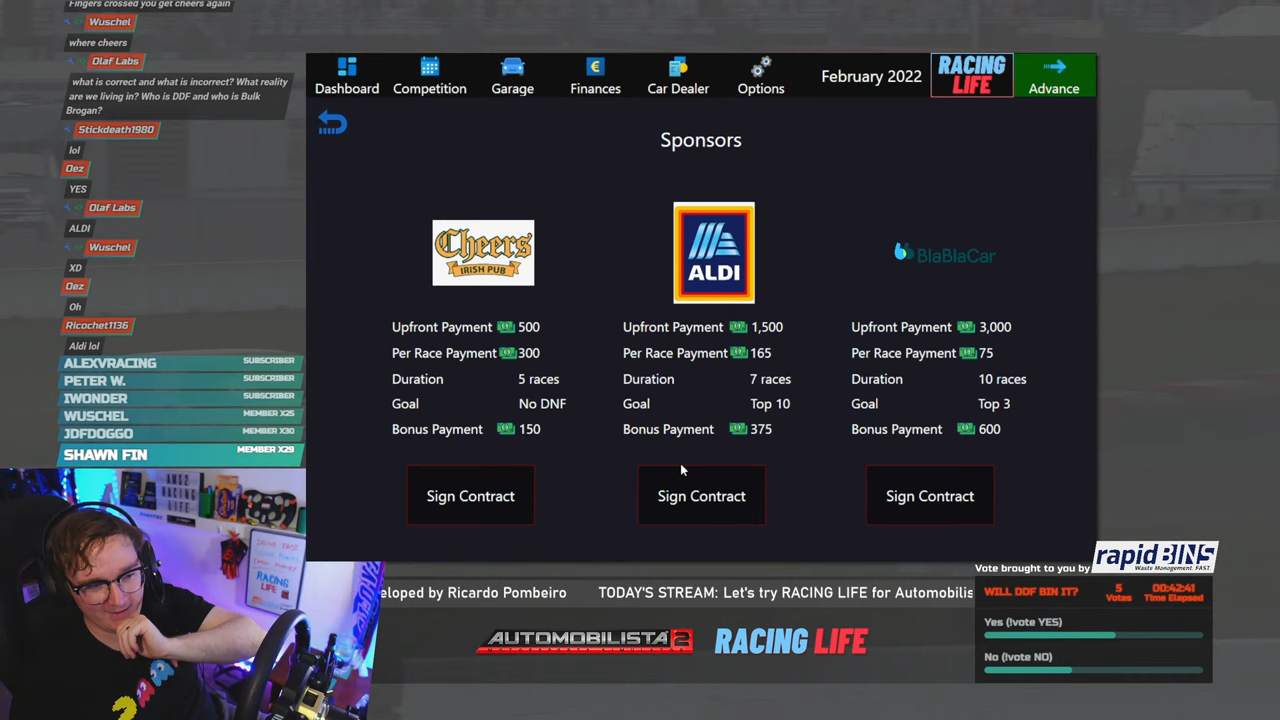 Fingers crossed you get cheers again
Wuschel
where cheers
Olaf Labs
what is correct and what is incorrect? What reality
are we living in? Who is DDF and who is Bulk
Brogan?
Stickdeath1980
lol
Oez
YES
Olaf Labs
ALDI
Wuschel
XD
Oez
Oh
Ricochet1136
Aldi lol
ALEXVRACING SUBSCRIBER
PETER W. SUBSCRIBER
IWONDER SUBSCRIBER
WUSCHEL MEMBER X25
JDFDOGGO MEMBER X30
SHAWN FIN MEMBER X29
Dashboard Competition Garage Finances Car Dealer Options February 2022 RACING LIFE Advance
Sponsors
Cheers
IRISH PUB
ALDI
BlaBlaCar
Upfront Payment 500
Per Race Payment 300
Duration 5 races
Goal No DNF
Bonus Payment 150
Sign Contract
Upfront Payment 1,500
Per Race Payment 165
Duration 7 races
Goal Top 10
Bonus Payment 375
Sign Contract
Upfront Payment 3,000
Per Race Payment 75
Duration 10 races
Goal Top 3
Bonus Payment 600
Sign Contract
RACING
LIFE
eloped by Ricardo Pombeiro TODAY'S STREAM: Let's try RACING LIFE for Automobilis
AUTOMOBILISTA 2 RACING LIFE
Vote brought to you by rapidBINS
Waste Management. FAST.
WILL DDF BIN IT? 5 Votes 00:42:41 Time Elapsed
Yes (!vote YES)
No (!vote NO)